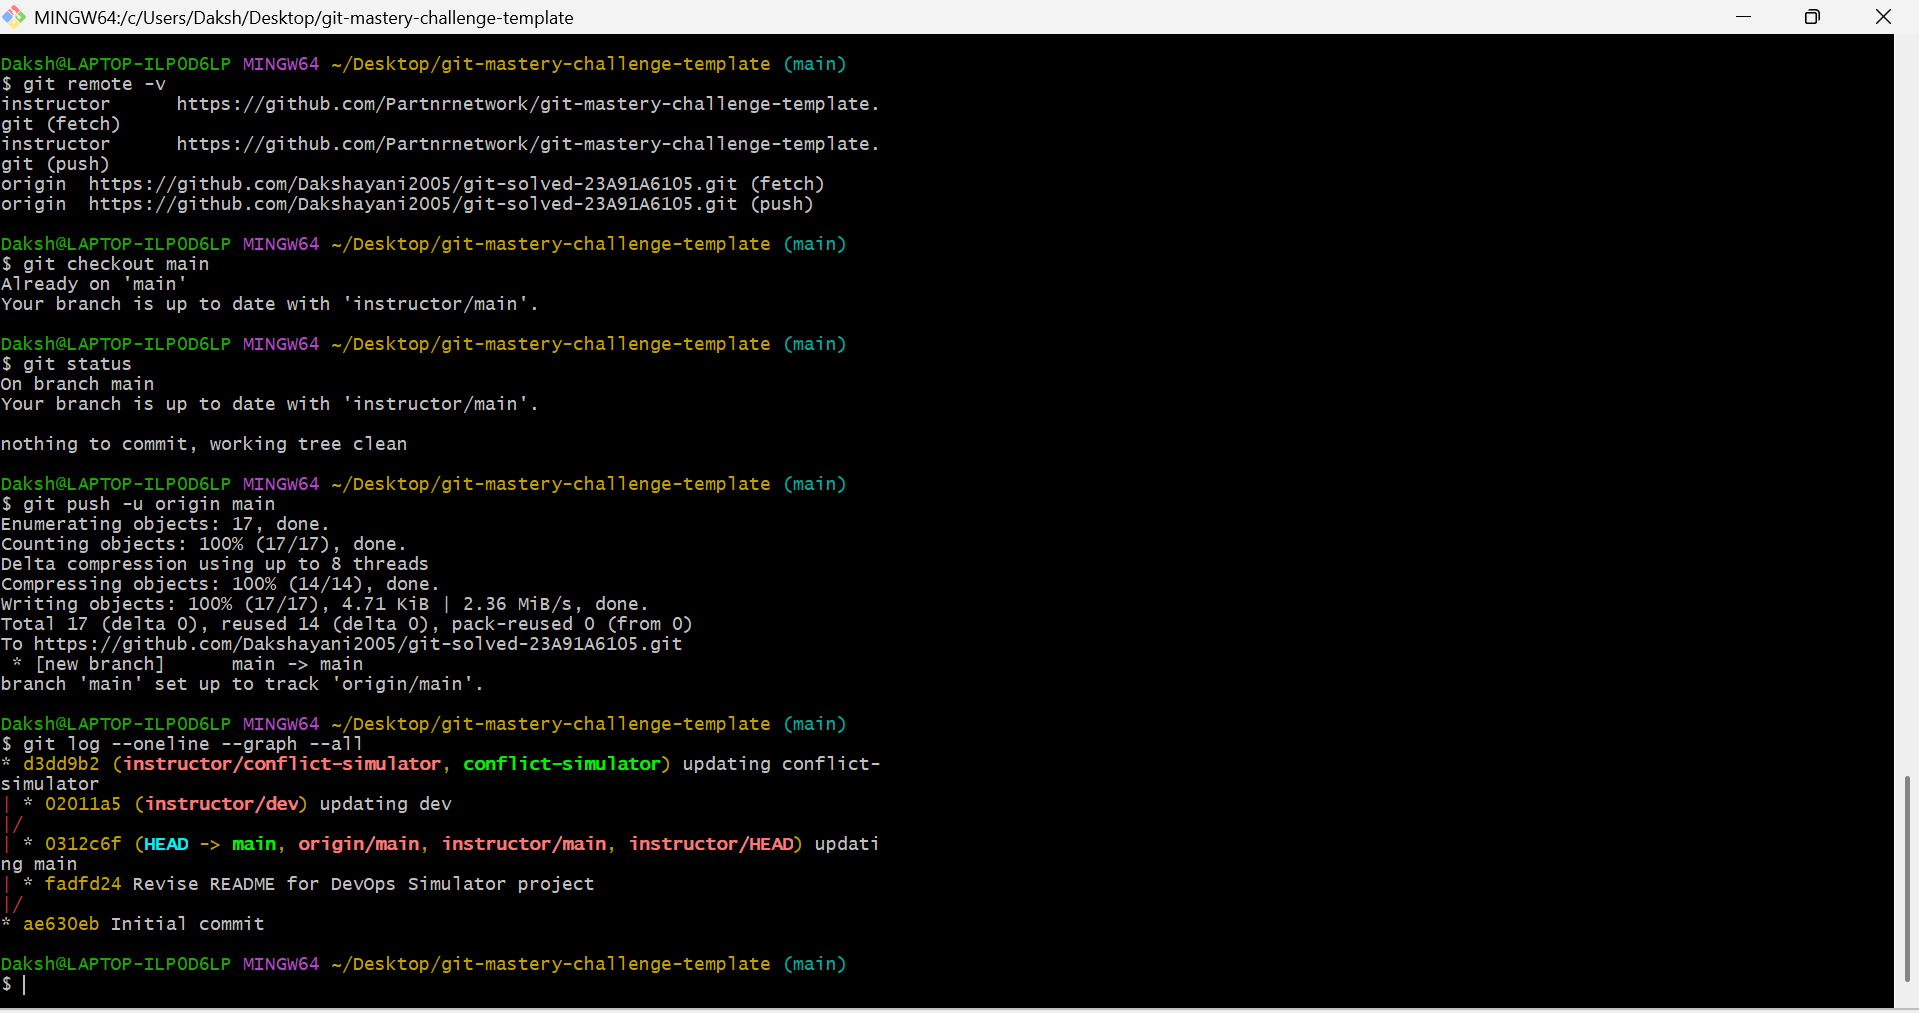 MINGW64:/c/Users/Daksh/Desktop/git-mastery-challenge-template
Daksh@LAPTOP-ILPOD6LP MINGW64 ~/Desktop/git-mastery-challenge-template (main)
$ git remote -v
instructor      https://github.com/Partnrnetwork/git-mastery-challenge-template.
git (fetch)
instructor      https://github.com/Partnrnetwork/git-mastery-challenge-template.
git (push)
origin  https://github.com/Dakshayani2005/git-solved-23A91A6105.git (fetch)
origin  https://github.com/Dakshayani2005/git-solved-23A91A6105.git (push)
Daksh@LAPTOP-ILPOD6LP MINGW64 ~/Desktop/git-mastery-challenge-template (main)
$ git checkout main
Already on 'main'
Your branch is up to date with 'instructor/main'.
Daksh@LAPTOP-ILPOD6LP MINGW64 ~/Desktop/git-mastery-challenge-template (main)
$ git status
On branch main
Your branch is up to date with 'instructor/main'.
nothing to commit, working tree clean
Daksh@LAPTOP-ILPOD6LP MINGW64 ~/Desktop/git-mastery-challenge-template (main)
$ git push -u origin main
Enumerating objects: 17, done.
Counting objects: 100% (17/17), done.
Delta compression using up to 8 threads
Compressing objects: 100% (14/14), done.
Writing objects: 100% (17/17), 4.71 KiB | 2.36 MiB/s, done.
Total 17 (delta 0), reused 14 (delta 0), pack-reused 0 (from 0)
To https://github.com/Dakshayani2005/git-solved-23A91A6105.git
 * [new branch]      main -> main
branch 'main' set up to track 'origin/main'.
Daksh@LAPTOP-ILPOD6LP MINGW64 ~/Desktop/git-mastery-challenge-template (main)
$ git log --oneline --graph --all
* d3dd9b2 (instructor/conflict-simulator, conflict-simulator) updating conflict-
simulator
| * 02011a5 (instructor/dev) updating dev
|/
| * 0312c6f (HEAD -> main, origin/main, instructor/main, instructor/HEAD) updati
ng main
| * fadfd24 Revise README for DevOps Simulator project
|/
* ae630eb Initial commit
Daksh@LAPTOP-ILPOD6LP MINGW64 ~/Desktop/git-mastery-challenge-template (main)
$